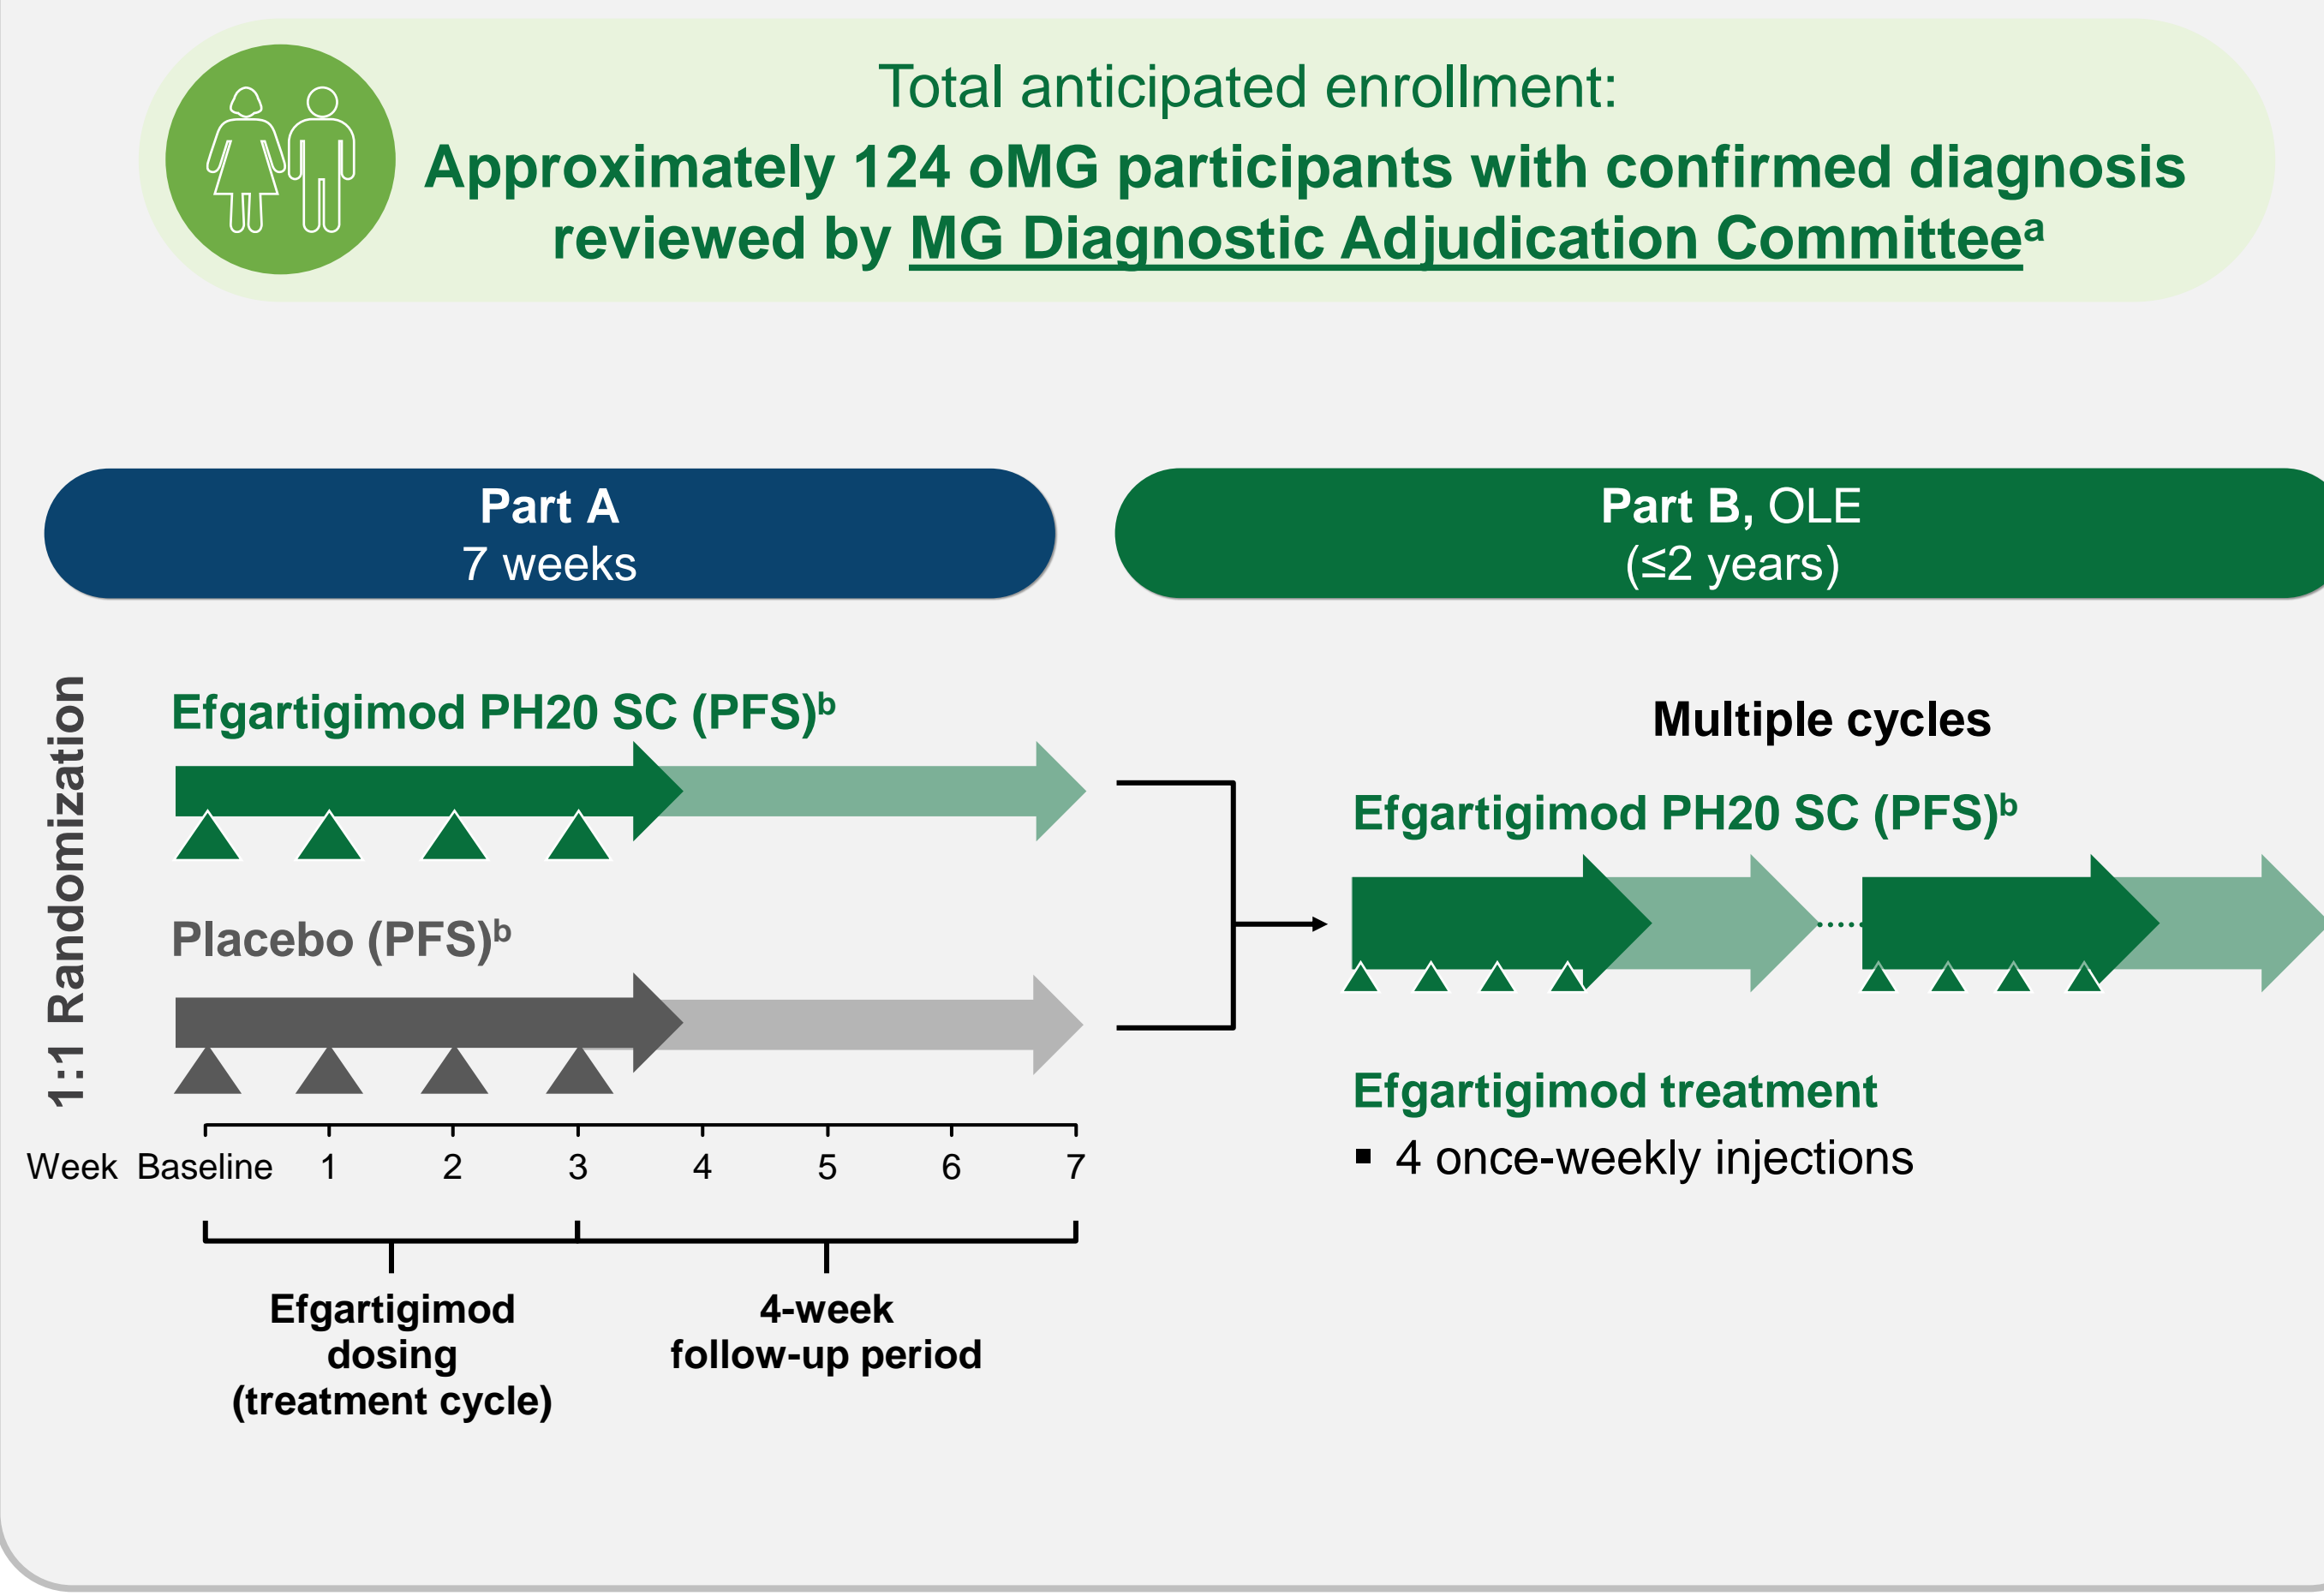 Total anticipated enrollment:
Approximately 124 oMG participants with confirmed diagnosis
reviewed by MG Diagnostic Adjudication Committeeᵃ
Part A
7 weeks
Part B, OLE
(≤2 years)
1:1 Randomization
Efgartigimod PH20 SC (PFS)ᵇ
Placebo (PFS)ᵇ
Week Baseline 1 2 3 4 5 6 7
Efgartigimod
dosing
(treatment cycle)
4-week
follow-up period
Multiple cycles
Efgartigimod PH20 SC (PFS)ᵇ
Efgartigimod treatment
▪ 4 once-weekly injections